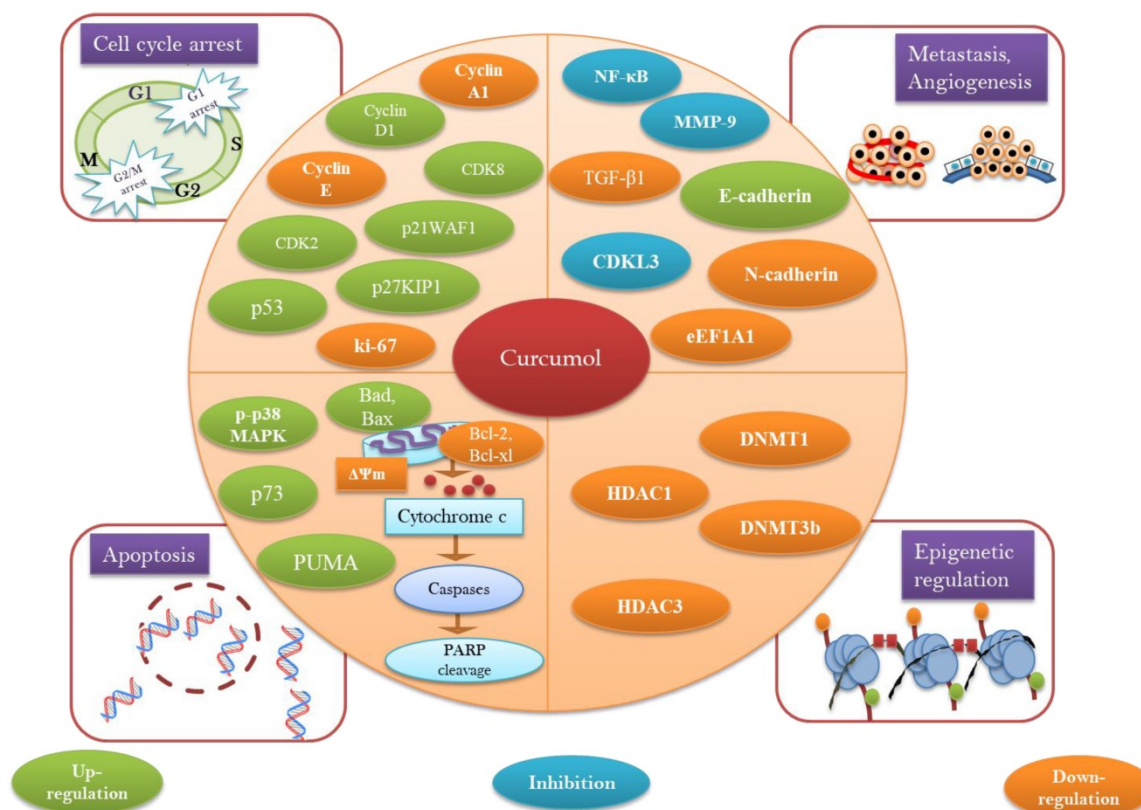 Cell cycle arrest
G1
G1
arrest
S
M
G2/M
arrest
G2
Cyclin
A1
Cyclin
D1
Cyclin
E
CDK8
CDK2
p21WAF1
p27KIP1
p53
ki-67
NF-κB
MMP-9
TGF-β1
E-cadherin
CDKL3
N-cadherin
eEF1A1
Metastasis,
Angiogenesis
Curcumol
p-p38
MAPK
Bad,
Bax
Bcl-2,
Bcl-xl
ΔΨm
p73
Cytochrome c
PUMA
Caspases
PARP
cleavage
Apoptosis
DNMT1
HDAC1
DNMT3b
HDAC3
Epigenetic
regulation
Up-
regulation
Inhibition
Down-
regulation